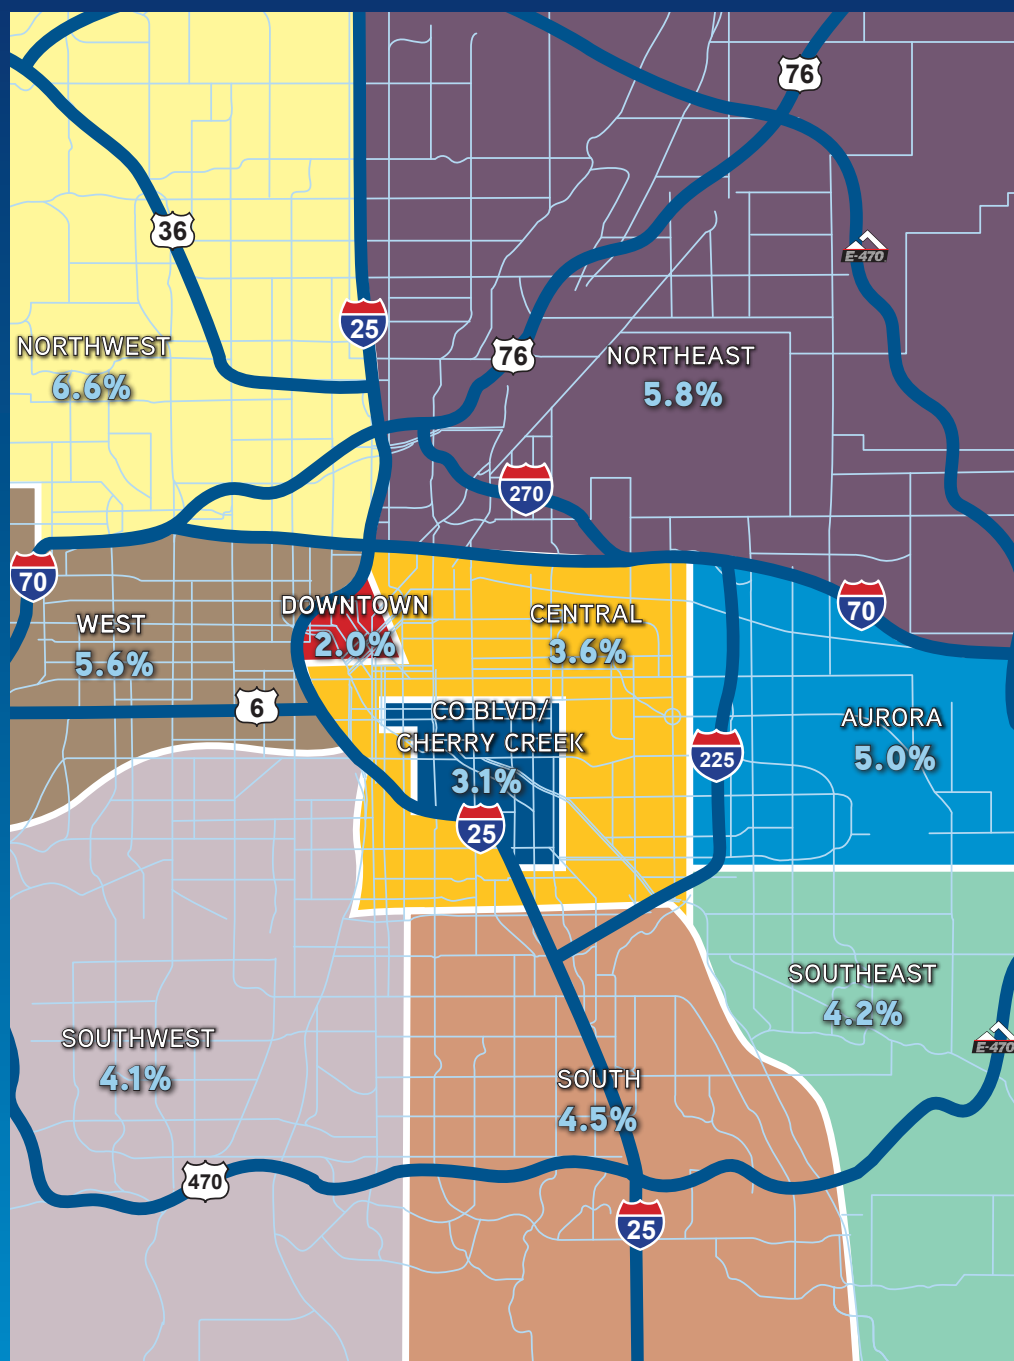 76
36
E-470
25
NORTHWEST
6.6%
76
NORTHEAST
5.8%
270
70
WEST
5.6%
DOWNTOWN
2.0%
CENTRAL
3.6%
70
6
CO BLVD/
CHERRY CREEK
3.1%
225
AURORA
5.0%
25
SOUTHEAST
4.2%
E-470
SOUTHWEST
4.1%
SOUTH
4.5%
470
25